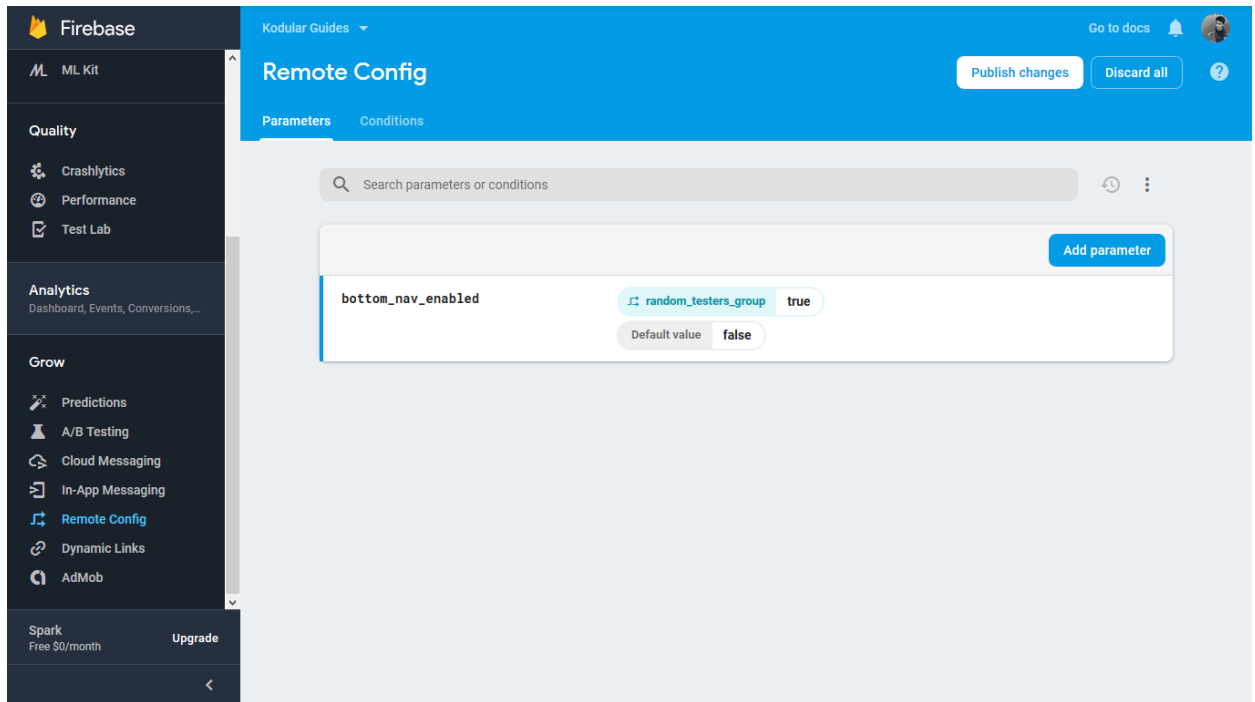 Firebase
ML Kit
Quality
Crashlytics
Performance
Test Lab
Analytics
Dashboard, Events, Conversions,...
Grow
Predictions
A/B Testing
Cloud Messaging
In-App Messaging
Remote Config
Dynamic Links
AdMob
Spark
Free $0/month
Upgrade
Kodular Guides
Go to docs
Remote Config
Publish changes
Discard all
?
Parameters
Conditions
Search parameters or conditions
Add parameter
bottom_nav_enabled
random_testers_group true
Default value false